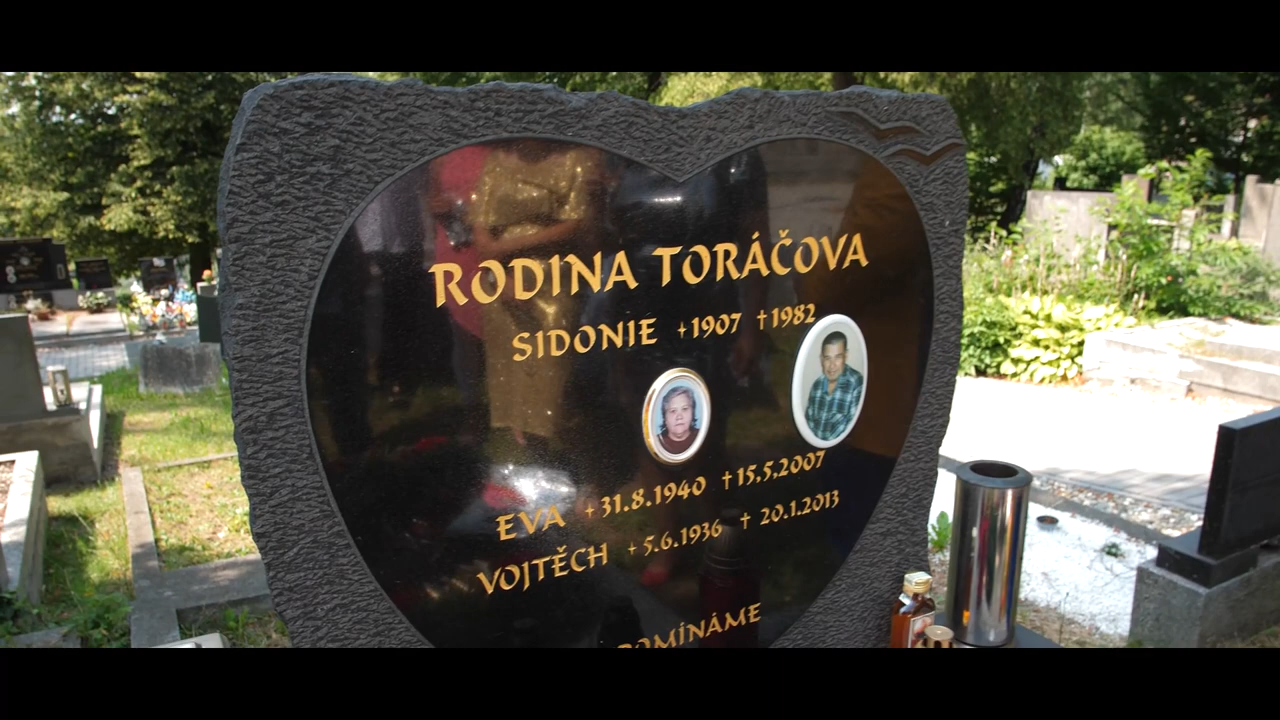 RODINA TORÁČOVA
SIDONIE +1907 †1982
EVA +31.8.1940 †15.5.2007
VOJTĚCH +5.6.1936 † 20.1.2013